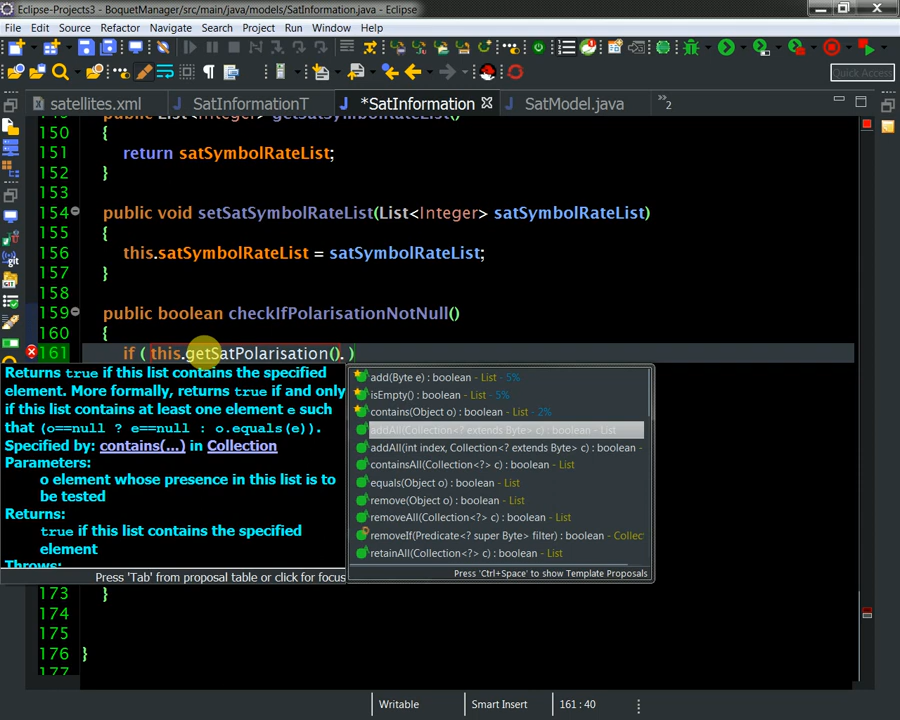 Eclipse-Projects3 - BoquetManager/src/main/java/models/SatInformation.java - Eclipse
File Edit Source Refactor Navigate Search Project Run Window Help
Quick Access
satellites.xml SatInformationT *SatInformation SatModel.java »2
public List<Integer> getSatSymbolRateList()
150 {
151 return satSymbolRateList;
152 }
153
154 public void setSatSymbolRateList(List<Integer> satSymbolRateList)
155 {
156 this.satSymbolRateList = satSymbolRateList;
157 }
158
159 public boolean checkIfPolarisationNotNull()
160 {
161 if ( this.getSatPolarisation(). )
Returns true if this list contains the specified
element. More formally, returns true if and only
if this list contains at least one element e such
that (o==null ? e==null : o.equals(e)).
Specified by: contains(...) in Collection
Parameters:
o element whose presence in this list is to
be tested
Returns:
true if this list contains the specified
element
Throws:
Press 'Tab' from proposal table or click for focus
add(Byte e) : boolean - List - 5%
isEmpty() : boolean - List - 5%
contains(Object o) : boolean - List - 2%
addAll(Collection<? extends Byte> c) : boolean - List
addAll(int index, Collection<? extends Byte> c) : boolean -
containsAll(Collection<?> c) : boolean - List
equals(Object o) : boolean - List
remove(Object o) : boolean - List
removeAll(Collection<?> c) : boolean - List
removeIf(Predicate<? super Byte> filter) : boolean - Collec
retainAll(Collection<?> c) : boolean - List
Press 'Ctrl+Space' to show Template Proposals
173 }
174
175
176 }
177
Writable Smart Insert 161 : 40